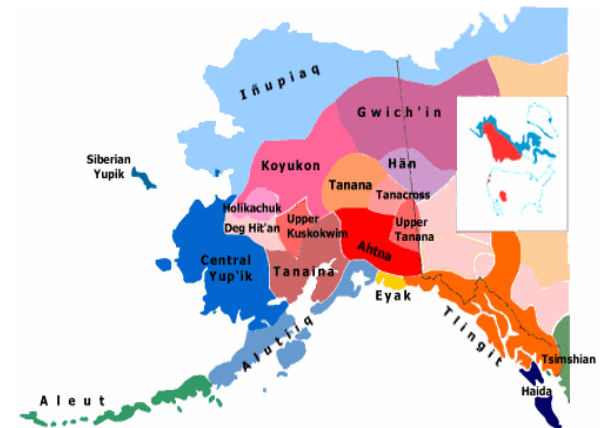 Iñupiaq
Gwich'in
Siberian
Yupik
Koyukon
Hän
Tanana
Tanacross
Holikachuk
Deg Hit'an
Upper
Kuskokwim
Upper
Tanana
Ahtna
Central
Yup'ik
Tanaina
Eyak
Alutiiq
Tlingit
Tsimshian
Haida
Aleut